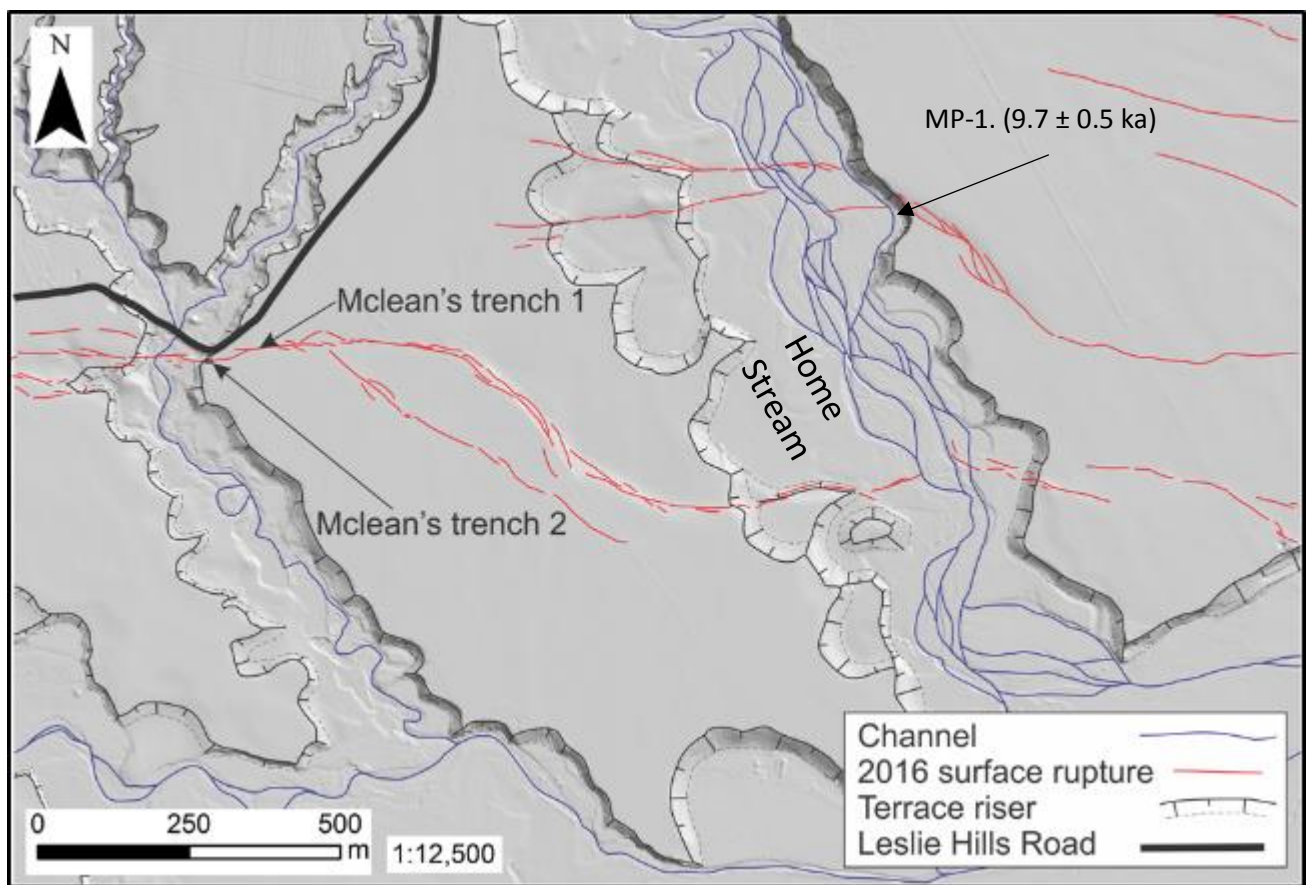 N
MP-1. (9.7 ± 0.5 ka)
Mclean's trench 1
Home
Stream
Mclean's trench 2
Channel
2016 surface rupture
Terrace riser
Leslie Hills Road
0 250 500
m
1:12,500